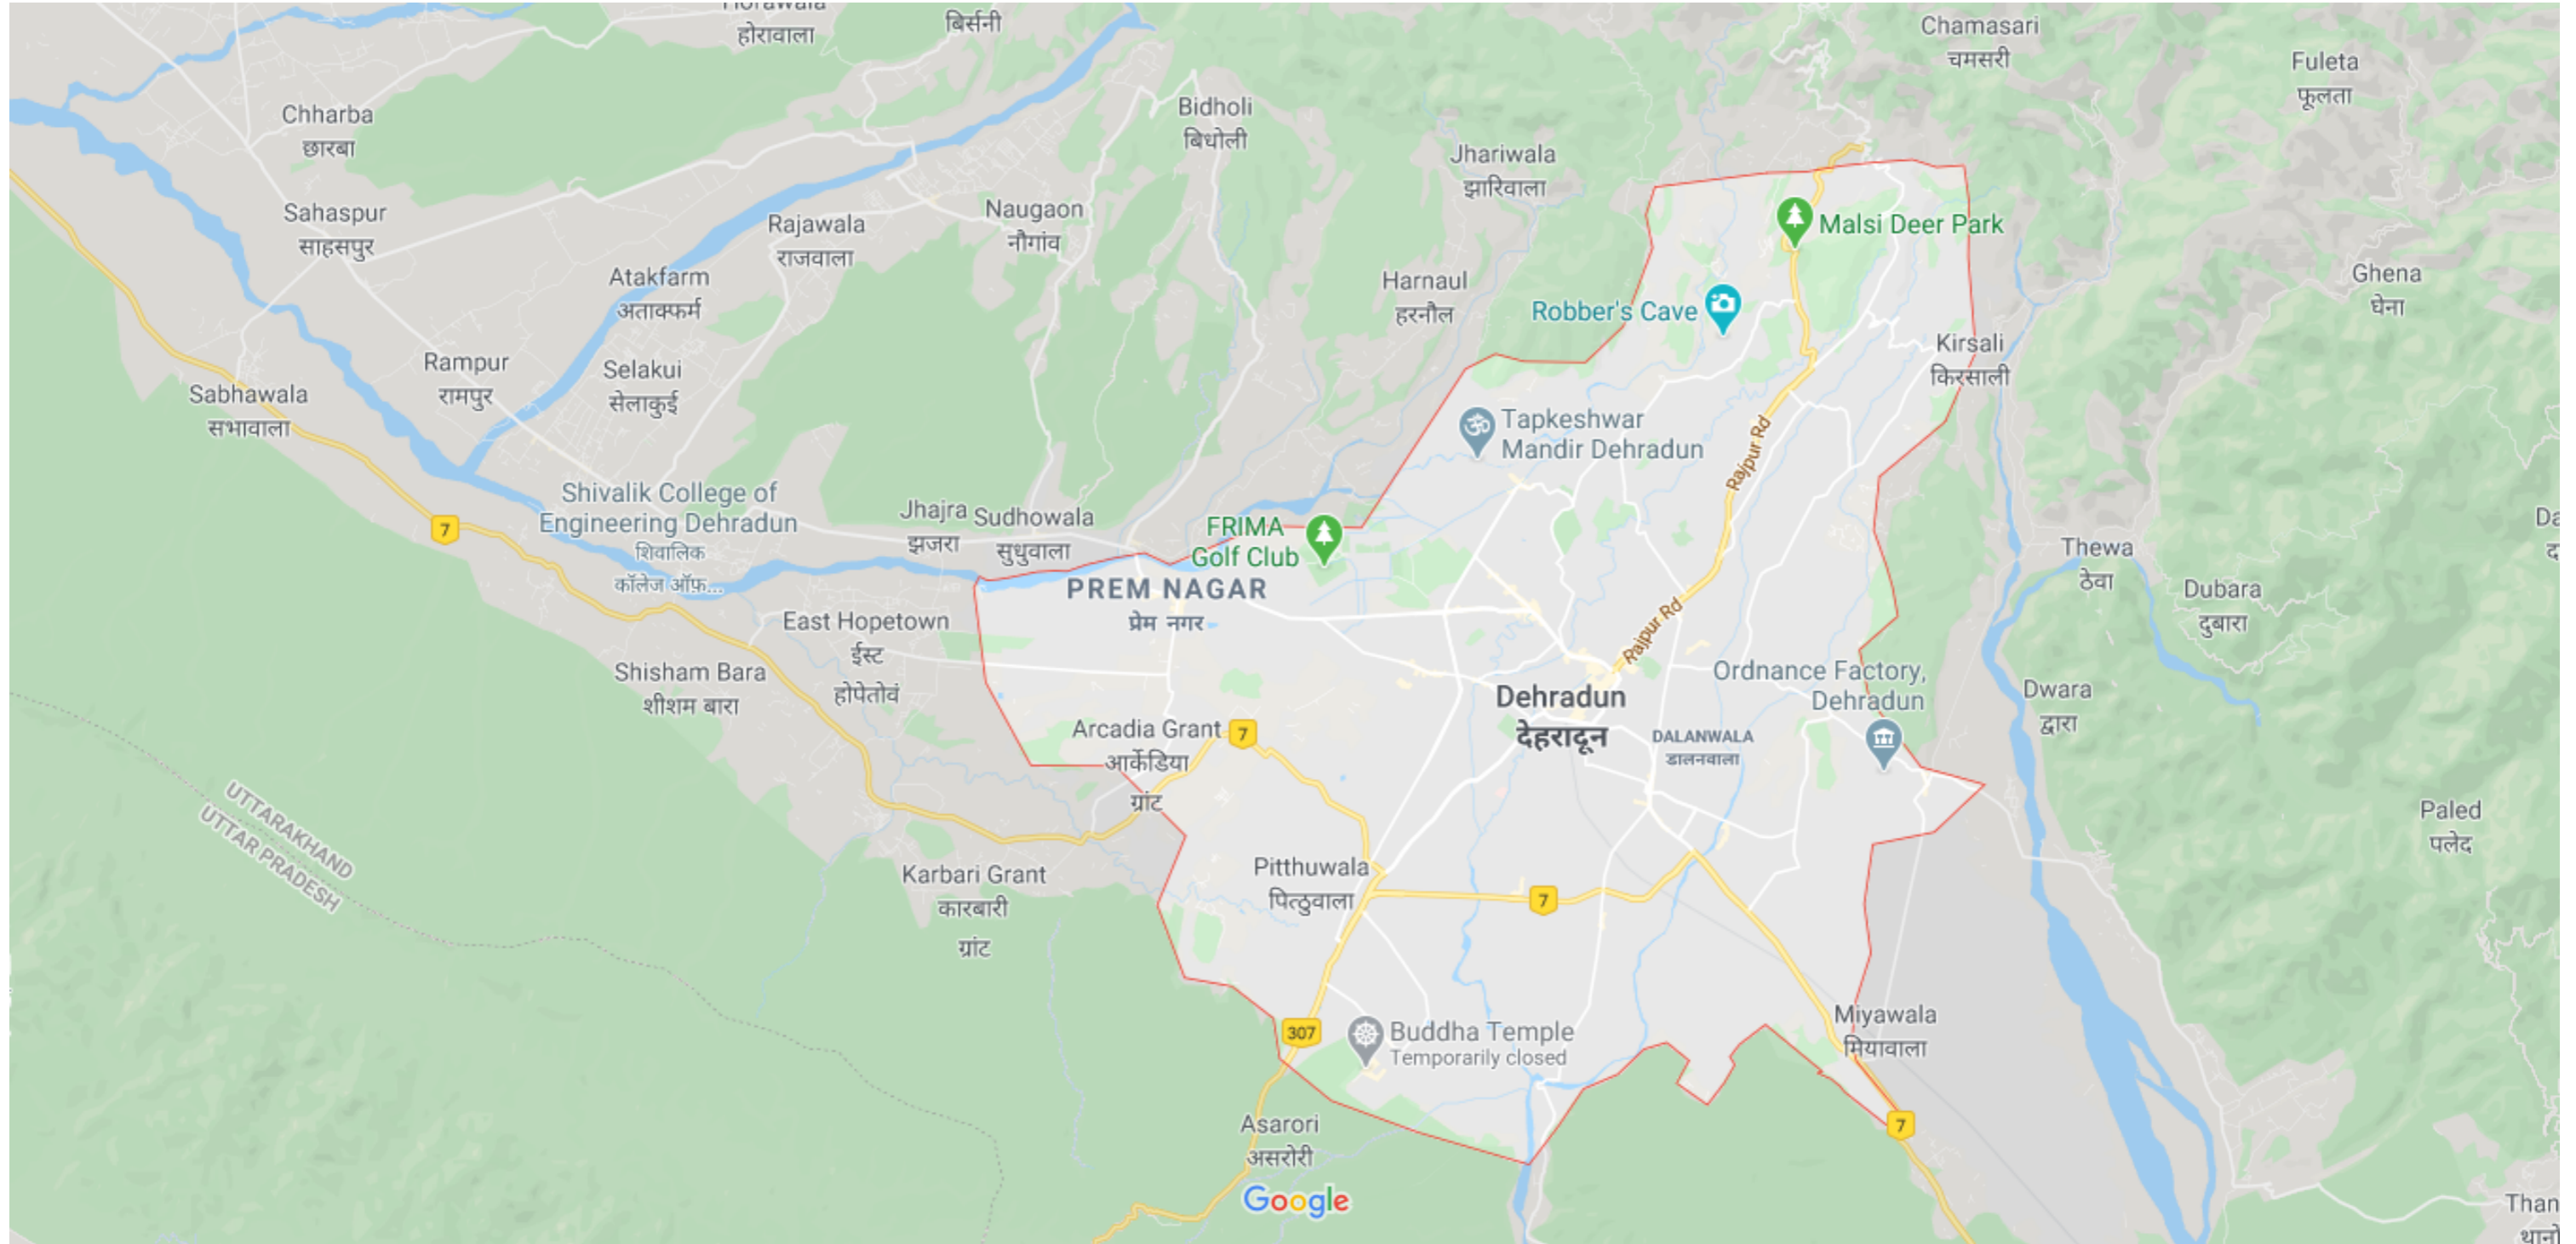 होरावाला
बिर्सनी
Chamasari
चमसरी
Fuleta
फूलता
Chharba
छारबा
Bidholi
बिधोली
Jhariwala
झारिवाला
Sahaspur
साहसपुर
Rajawala
राजवाला
Naugaon
नौगांव
Malsi Deer Park
Atakfarm
अताक्फर्म
Harnaul
हरनौल
Robber's Cave
Ghena
घेना
Kirsali
किरसाली
Rampur
रामपुर
Selakui
सेलाकुई
Sabhawala
सभावाला
Tapkeshwar
Mandir Dehradun
Rajpur Rd
Shivalik College of
Engineering Dehradun
शिवालिक
कॉलेज ऑफ़...
7
Jhajra
झजरा
Sudhowala
सुधुवाला
FRIMA
Golf Club
PREM NAGAR
प्रेम नगर
Thewa
ठेवा
Dubara
दुबारा
East Hopetown
ईस्ट
होपेतोवं
Rajpur Rd
Shisham Bara
शीशम बारा
Ordnance Factory,
Dehradun
Dehradun
देहरादून
DALANWALA
डालनवाला
Dwara
द्वारा
Arcadia Grant
आर्केडिया
ग्रांट
7
UTTARAKHAND
UTTAR PRADESH
Paled
पलेद
Karbari Grant
कारबारी
ग्रांट
Pitthuwala
पित्ठुवाला
7
Miyawala
मियावाला
307
Buddha Temple
Temporarily closed
7
Asarori
असरोरी
Google